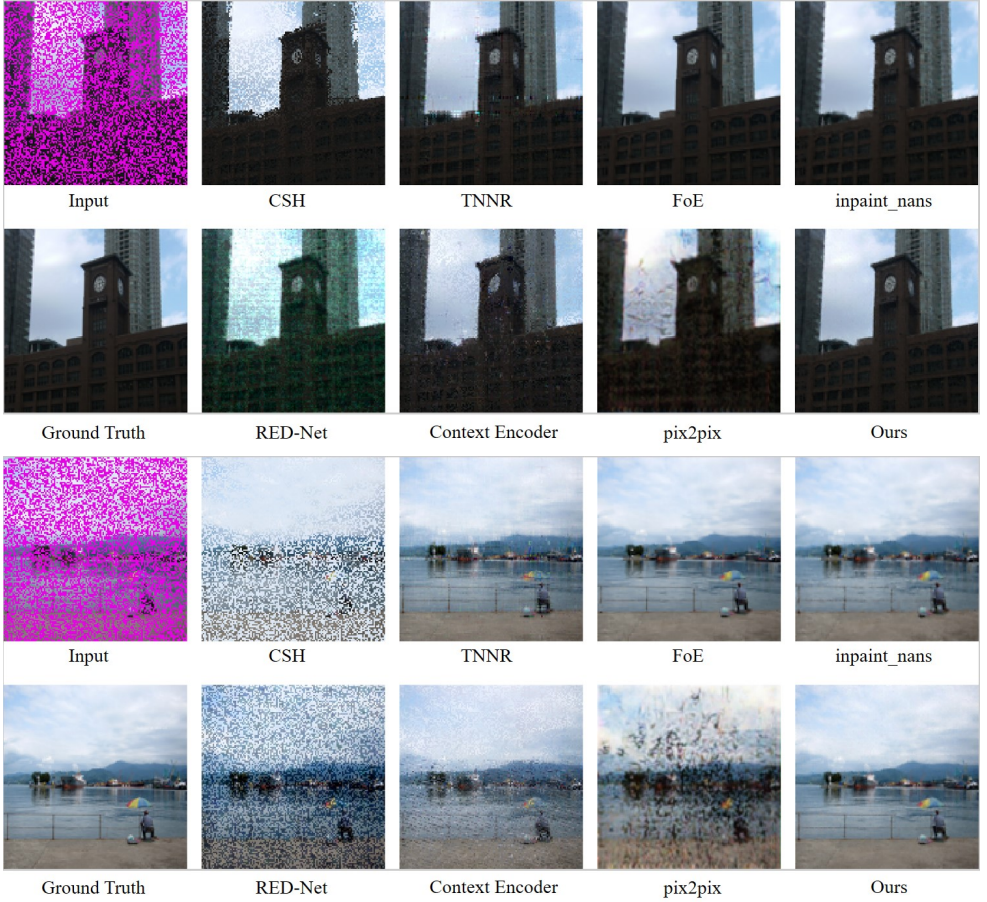 Input CSH TNNR FoE inpaint_nans
Ground Truth RED-Net Context Encoder pix2pix Ours
Input CSH TNNR FoE inpaint_nans
Ground Truth RED-Net Context Encoder pix2pix Ours